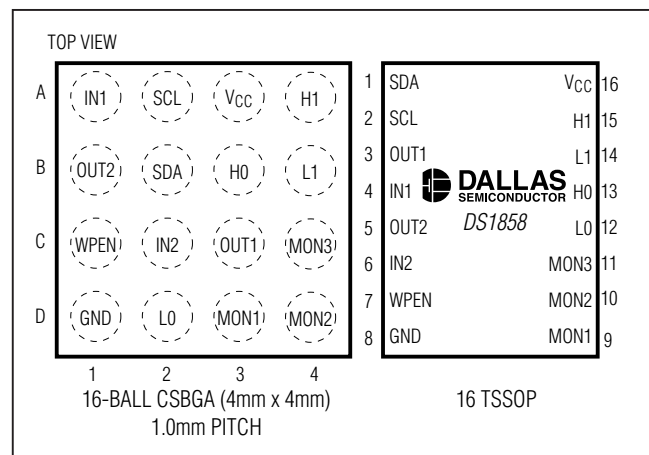 TOP VIEW
A IN1 SCL VCC H1
B OUT2 SDA H0 L1
C WPEN IN2 OUT1 MON3
D GND L0 MON1 MON2
1 2 3 4
16-BALL CSBGA (4mm x 4mm)
1.0mm PITCH
1 SDA VCC 16
2 SCL H1 15
3 OUT1 L1 14
4 IN1 DALLAS H0 13
SEMICONDUCTOR
5 OUT2 DS1858 L0 12
6 IN2 MON3 11
7 WPEN MON2 10
8 GND MON1 9
16 TSSOP